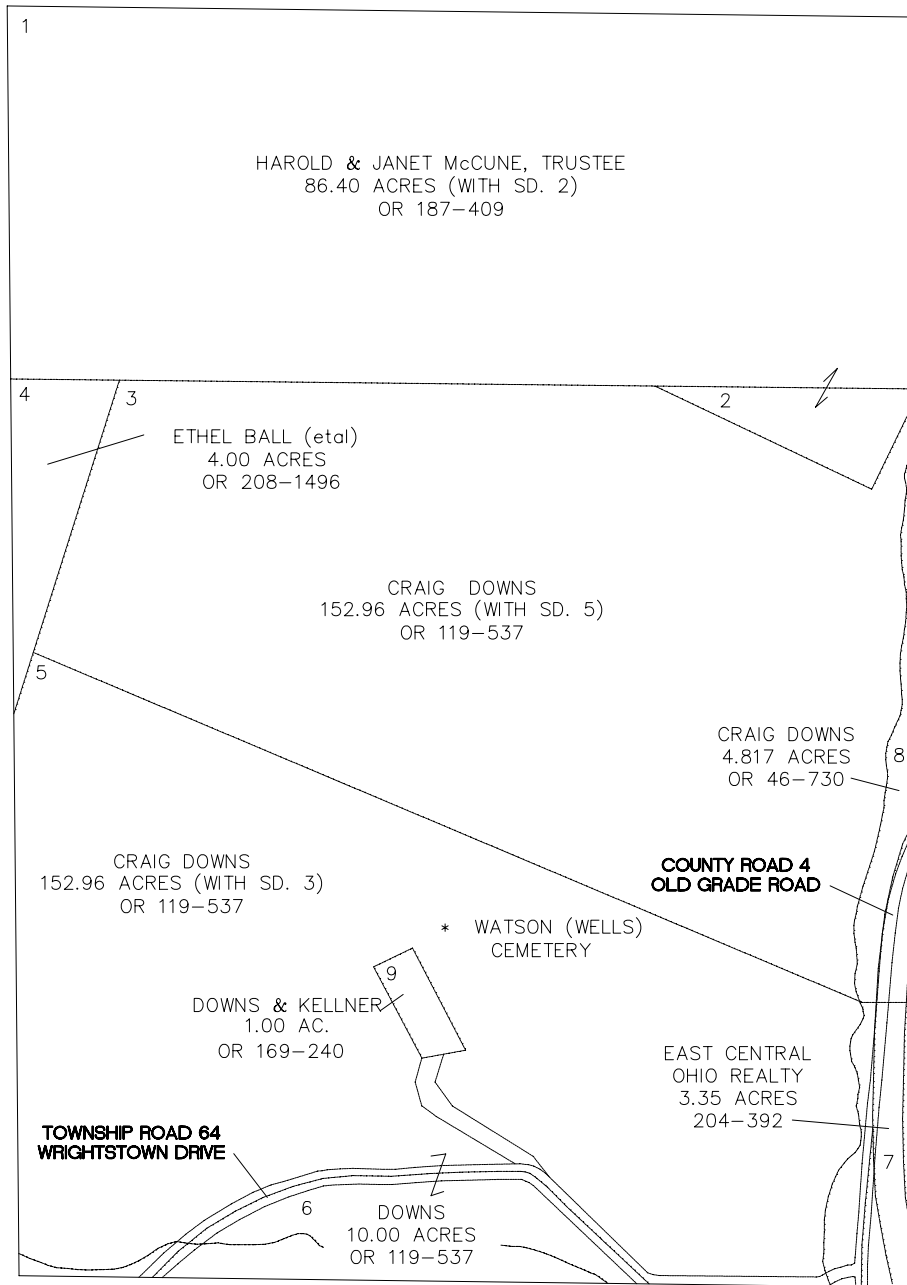 1
HAROLD & JANET McCUNE, TRUSTEE
86.40 ACRES (WITH SD. 2)
OR 187-409
4
3
2
ETHEL BALL (etal)
4.00 ACRES
OR 208-1496
CRAIG DOWNS
152.96 ACRES (WITH SD. 5)
OR 119-537
5
CRAIG DOWNS
4.817 ACRES
OR 46-730
8
CRAIG DOWNS
152.96 ACRES (WITH SD. 3)
OR 119-537
COUNTY ROAD 4
OLD GRADE ROAD
* WATSON (WELLS)
CEMETERY
9
DOWNS & KELLNER
1.00 AC.
OR 169-240
EAST CENTRAL
OHIO REALTY
3.35 ACRES
204-392
7
TOWNSHIP ROAD 64
WRIGHTSTOWN DRIVE
6
DOWNS
10.00 ACRES
OR 119-537